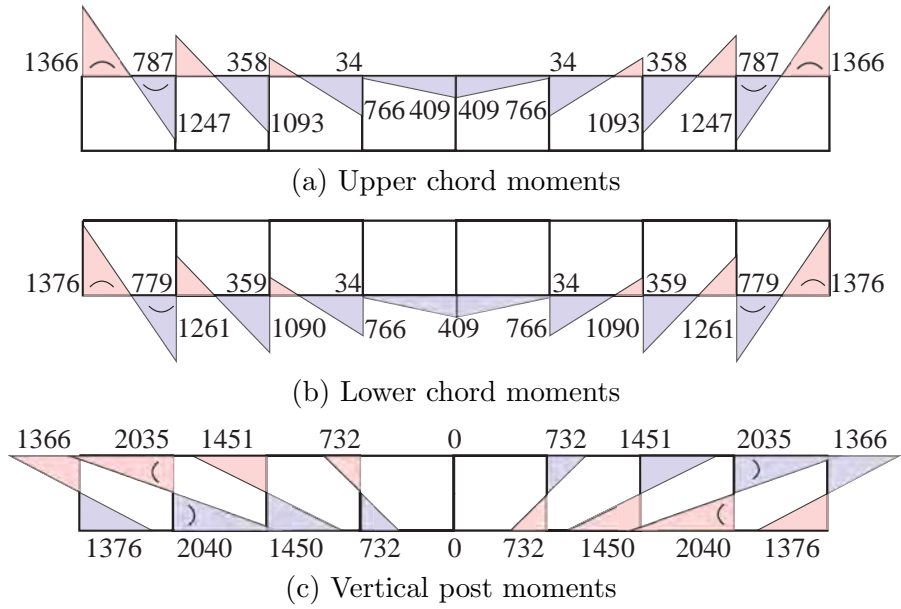 1366 787 358 34 34 358 787 1366
1247 1093 766 409 409 766 1093 1247
(a) Upper chord moments
1376 779 359 34 34 359 779 1376
1261 1090 766 409 766 1090 1261
(b) Lower chord moments
1366 2035 1451 732 0 732 1451 2035 1366
1376 2040 1450 732 0 732 1450 2040 1376
(c) Vertical post moments